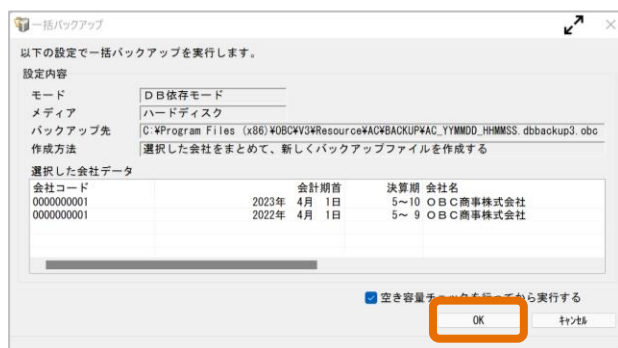 一括バックアップ
以下の設定で一括バックアップを実行します。
設定内容
モード DB依存モード
メディア ハードディスク
バックアップ先 C:¥Program Files (x86)¥OBC¥V3¥Resource¥AC¥BACKUP¥AC_YYMMDD_HHMMSS.dbbackup3.obc
作成方法 選択した会社をまとめて、新しくバックアップファイルを作成する
選択した会社データ
会社コード 会計期首 決算期 会社名
0000000001 2023年 4月 1日 5~10 OBC商事株式会社
0000000001 2022年 4月 1日 5~ 9 OBC商事株式会社
空き容量チェックを行ってから実行する
OK キャンセル